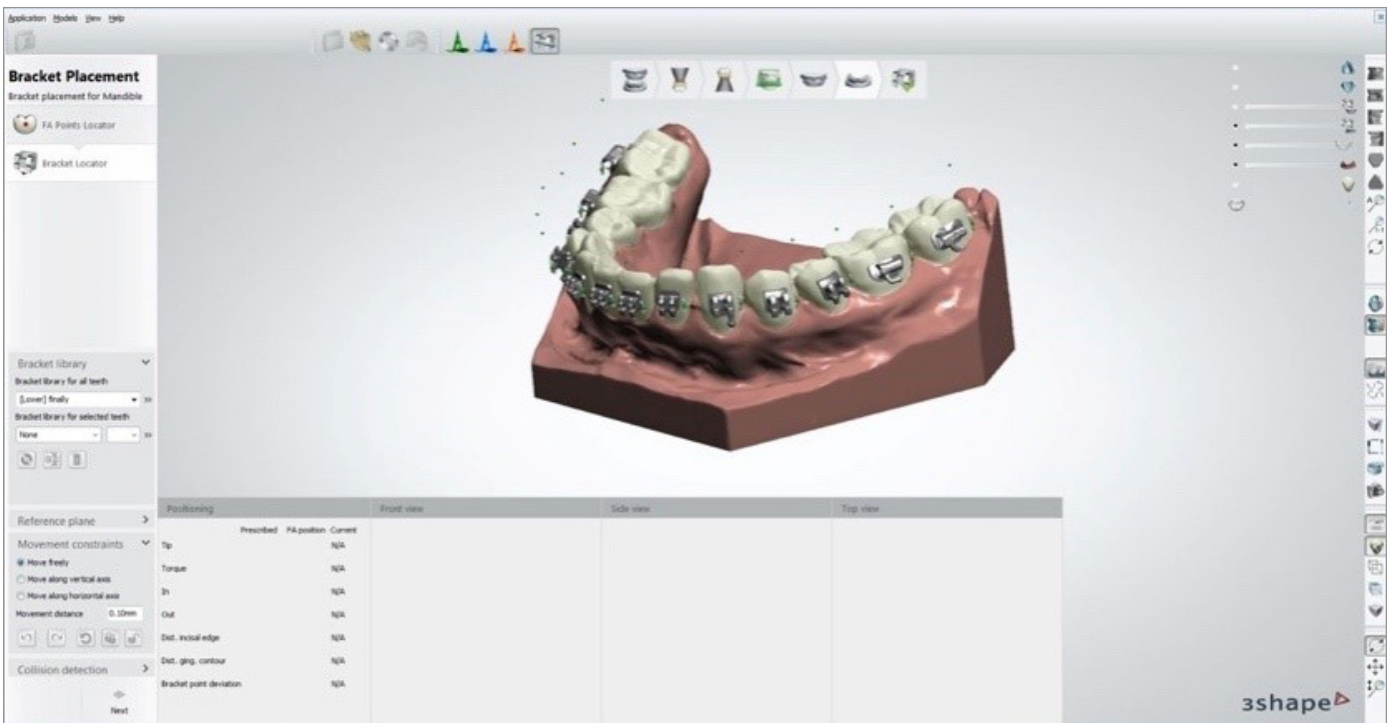 Application Models View Help
Bracket Placement
Bracket placement for Mandible
FA Points Locator
Bracket Locator
Bracket library
Bracket library for all teeth
[Lower] finally
Bracket library for selected teeth
None
Reference plane
Movement constraints
Move freely
Move along vertical axis
Move along horizontal axis
Movement distance 0.10mm
Collision detection
Next
Positioning Front view Side view Top view
Prescribed FA position Current
Tip N/A
Torque N/A
In N/A
Out N/A
Dist. incisal edge N/A
Dist. ging. contour N/A
Bracket point deviation N/A
3shape